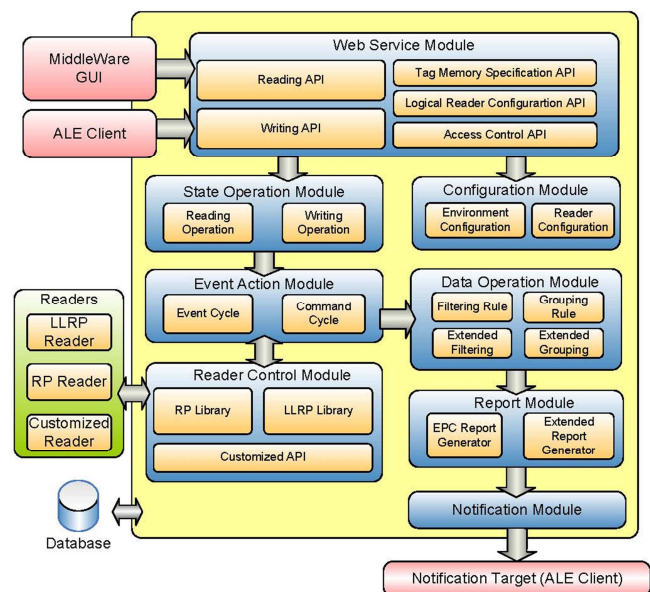 MiddleWare
GUI
ALE Client
Web Service Module
Reading API
Writing API
Tag Memory Specification API
Logical Reader Configurartion API
Access Control API
State Operation Module
Reading
Operation
Writing
Operation
Configuration Module
Environment
Configuration
Reader
Configuration
Event Action Module
Event Cycle
Command
Cycle
Data Operation Module
Filtering Rule
Grouping
Rule
Extended
Filtering
Extended
Grouping
Readers
LLRP
Reader
RP Reader
Customized
Reader
Reader Control Module
RP Library
LLRP Library
Customized API
Report Module
EPC Report
Generator
Extended
Report
Generator
Database
Notification Module
Notification Target (ALE Client)